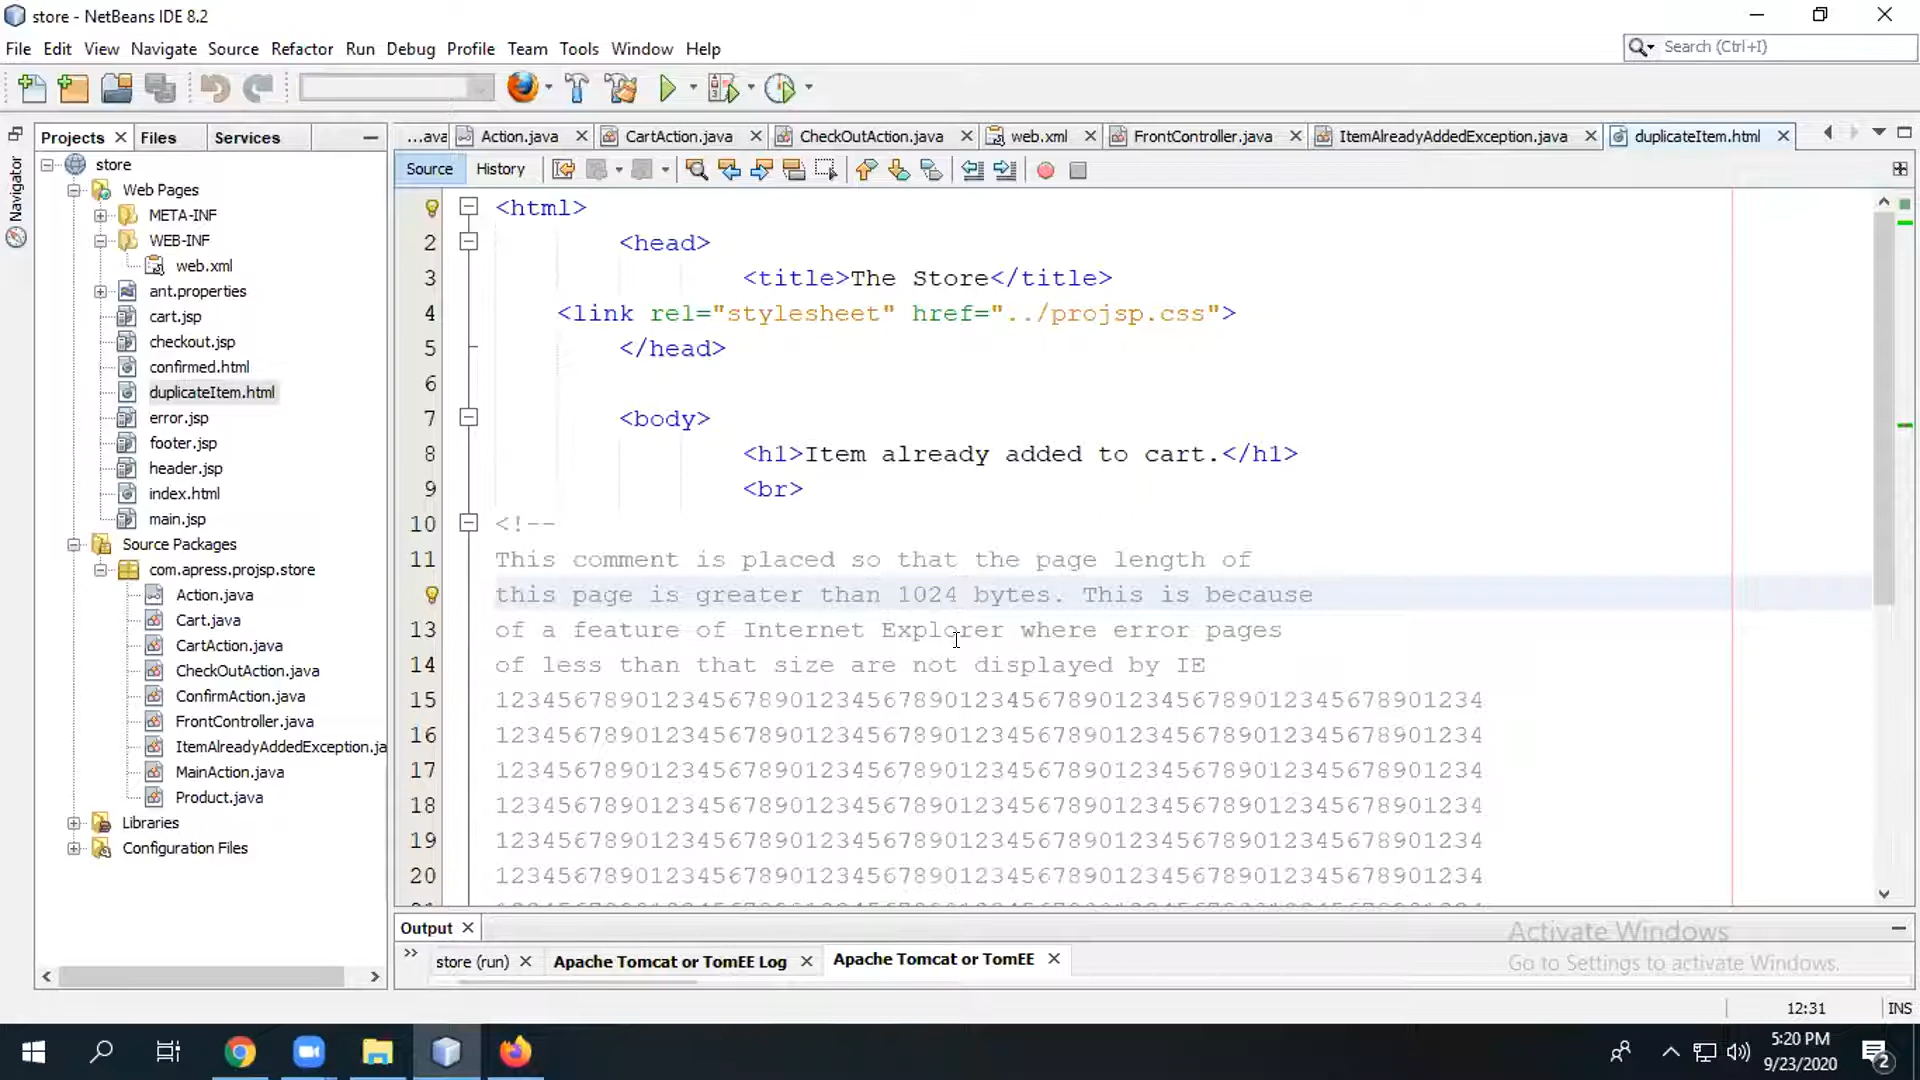 store - NetBeans IDE 8.2
File Edit View Navigate Source Refactor Run Debug Profile Team Tools Window Help
Search (Ctrl+I)
Projects Files Services
...ava Action.java CartAction.java CheckOutAction.java web.xml FrontController.java ItemAlreadyAddedException.java duplicateItem.html
Source History
Navigator
store
Web Pages
META-INF
WEB-INF
web.xml
ant.properties
cart.jsp
checkout.jsp
confirmed.html
duplicateItem.html
error.jsp
footer.jsp
header.jsp
index.html
main.jsp
Source Packages
com.apress.projsp.store
Action.java
Cart.java
CartAction.java
CheckOutAction.java
ConfirmAction.java
FrontController.java
ItemAlreadyAddedException.ja
MainAction.java
Product.java
Libraries
Configuration Files
<html>
2 <head>
3 <title>The Store</title>
4 <link rel="stylesheet" href="../projsp.css">
5 </head>
6
7 <body>
8 <h1>Item already added to cart.</h1>
9 <br>
10 <!--
11 This comment is placed so that the page length of
this page is greater than 1024 bytes. This is because
13 of a feature of Internet Explorer where error pages
14 of less than that size are not displayed by IE
15 1234567890123456789012345678901234567890123456789012345678901234
16 1234567890123456789012345678901234567890123456789012345678901234
17 1234567890123456789012345678901234567890123456789012345678901234
18 1234567890123456789012345678901234567890123456789012345678901234
19 1234567890123456789012345678901234567890123456789012345678901234
20 1234567890123456789012345678901234567890123456789012345678901234
Output
store (run) Apache Tomcat or TomEE Log Apache Tomcat or TomEE
Activate Windows
Go to Settings to activate Windows.
12:31 INS
5:20 PM
9/23/2020
2